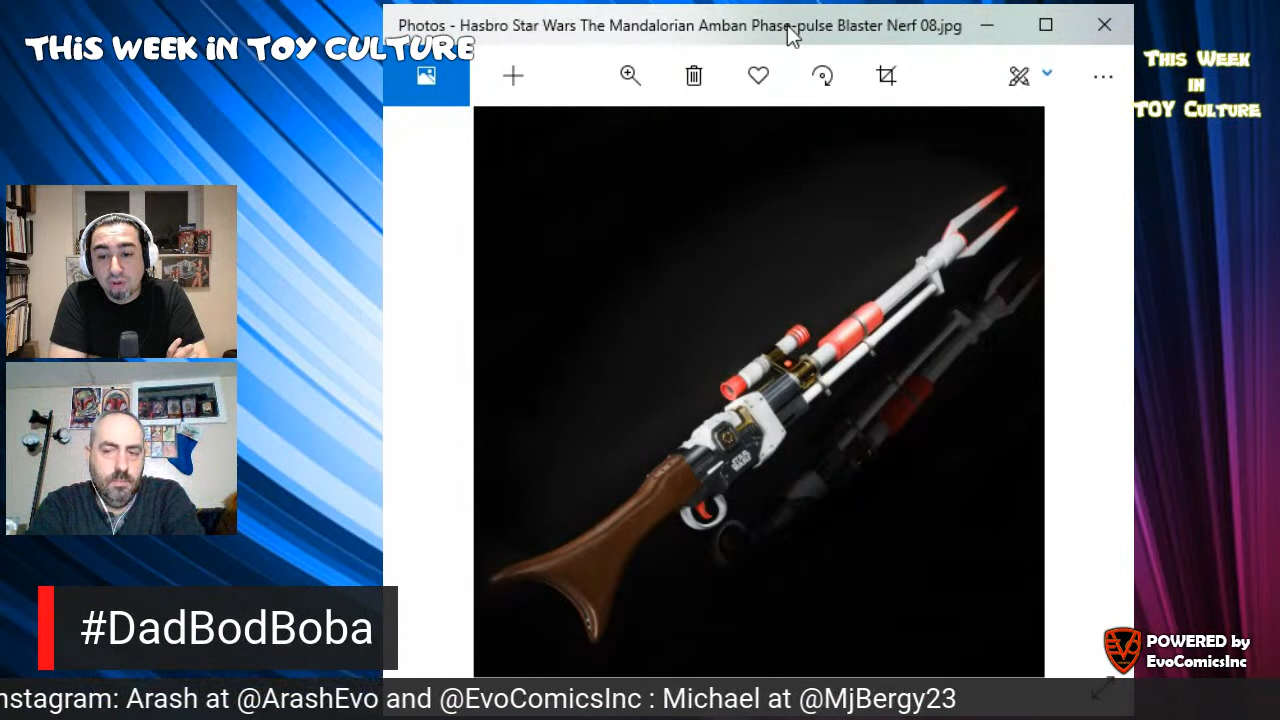 Photos - Hasbro Star Wars The Mandalorian Amban Phase-pulse Blaster Nerf 08.jpg
THIS WEEK IN TOY CULTURE
THIS WEEK
IN
TOY CULTURE
#DadBodBoba
POWERED by
EvoComicsInc
nstagram: Arash at @ArashEvo and @EvoComicsInc : Michael at @MjBergy23